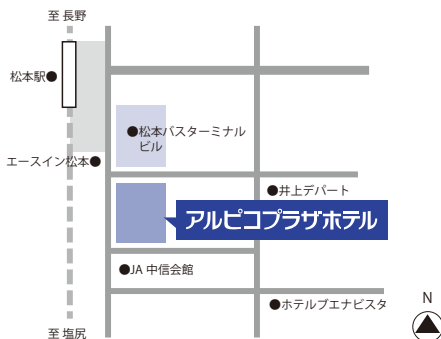 至 長野
松本駅●
●松本バスターミナル
ビル
エースイン松本●
●井上デパート
アルピコプラザホテル
●JA 中信会館
●ホテルブエナビスタ
N
至 塩尻